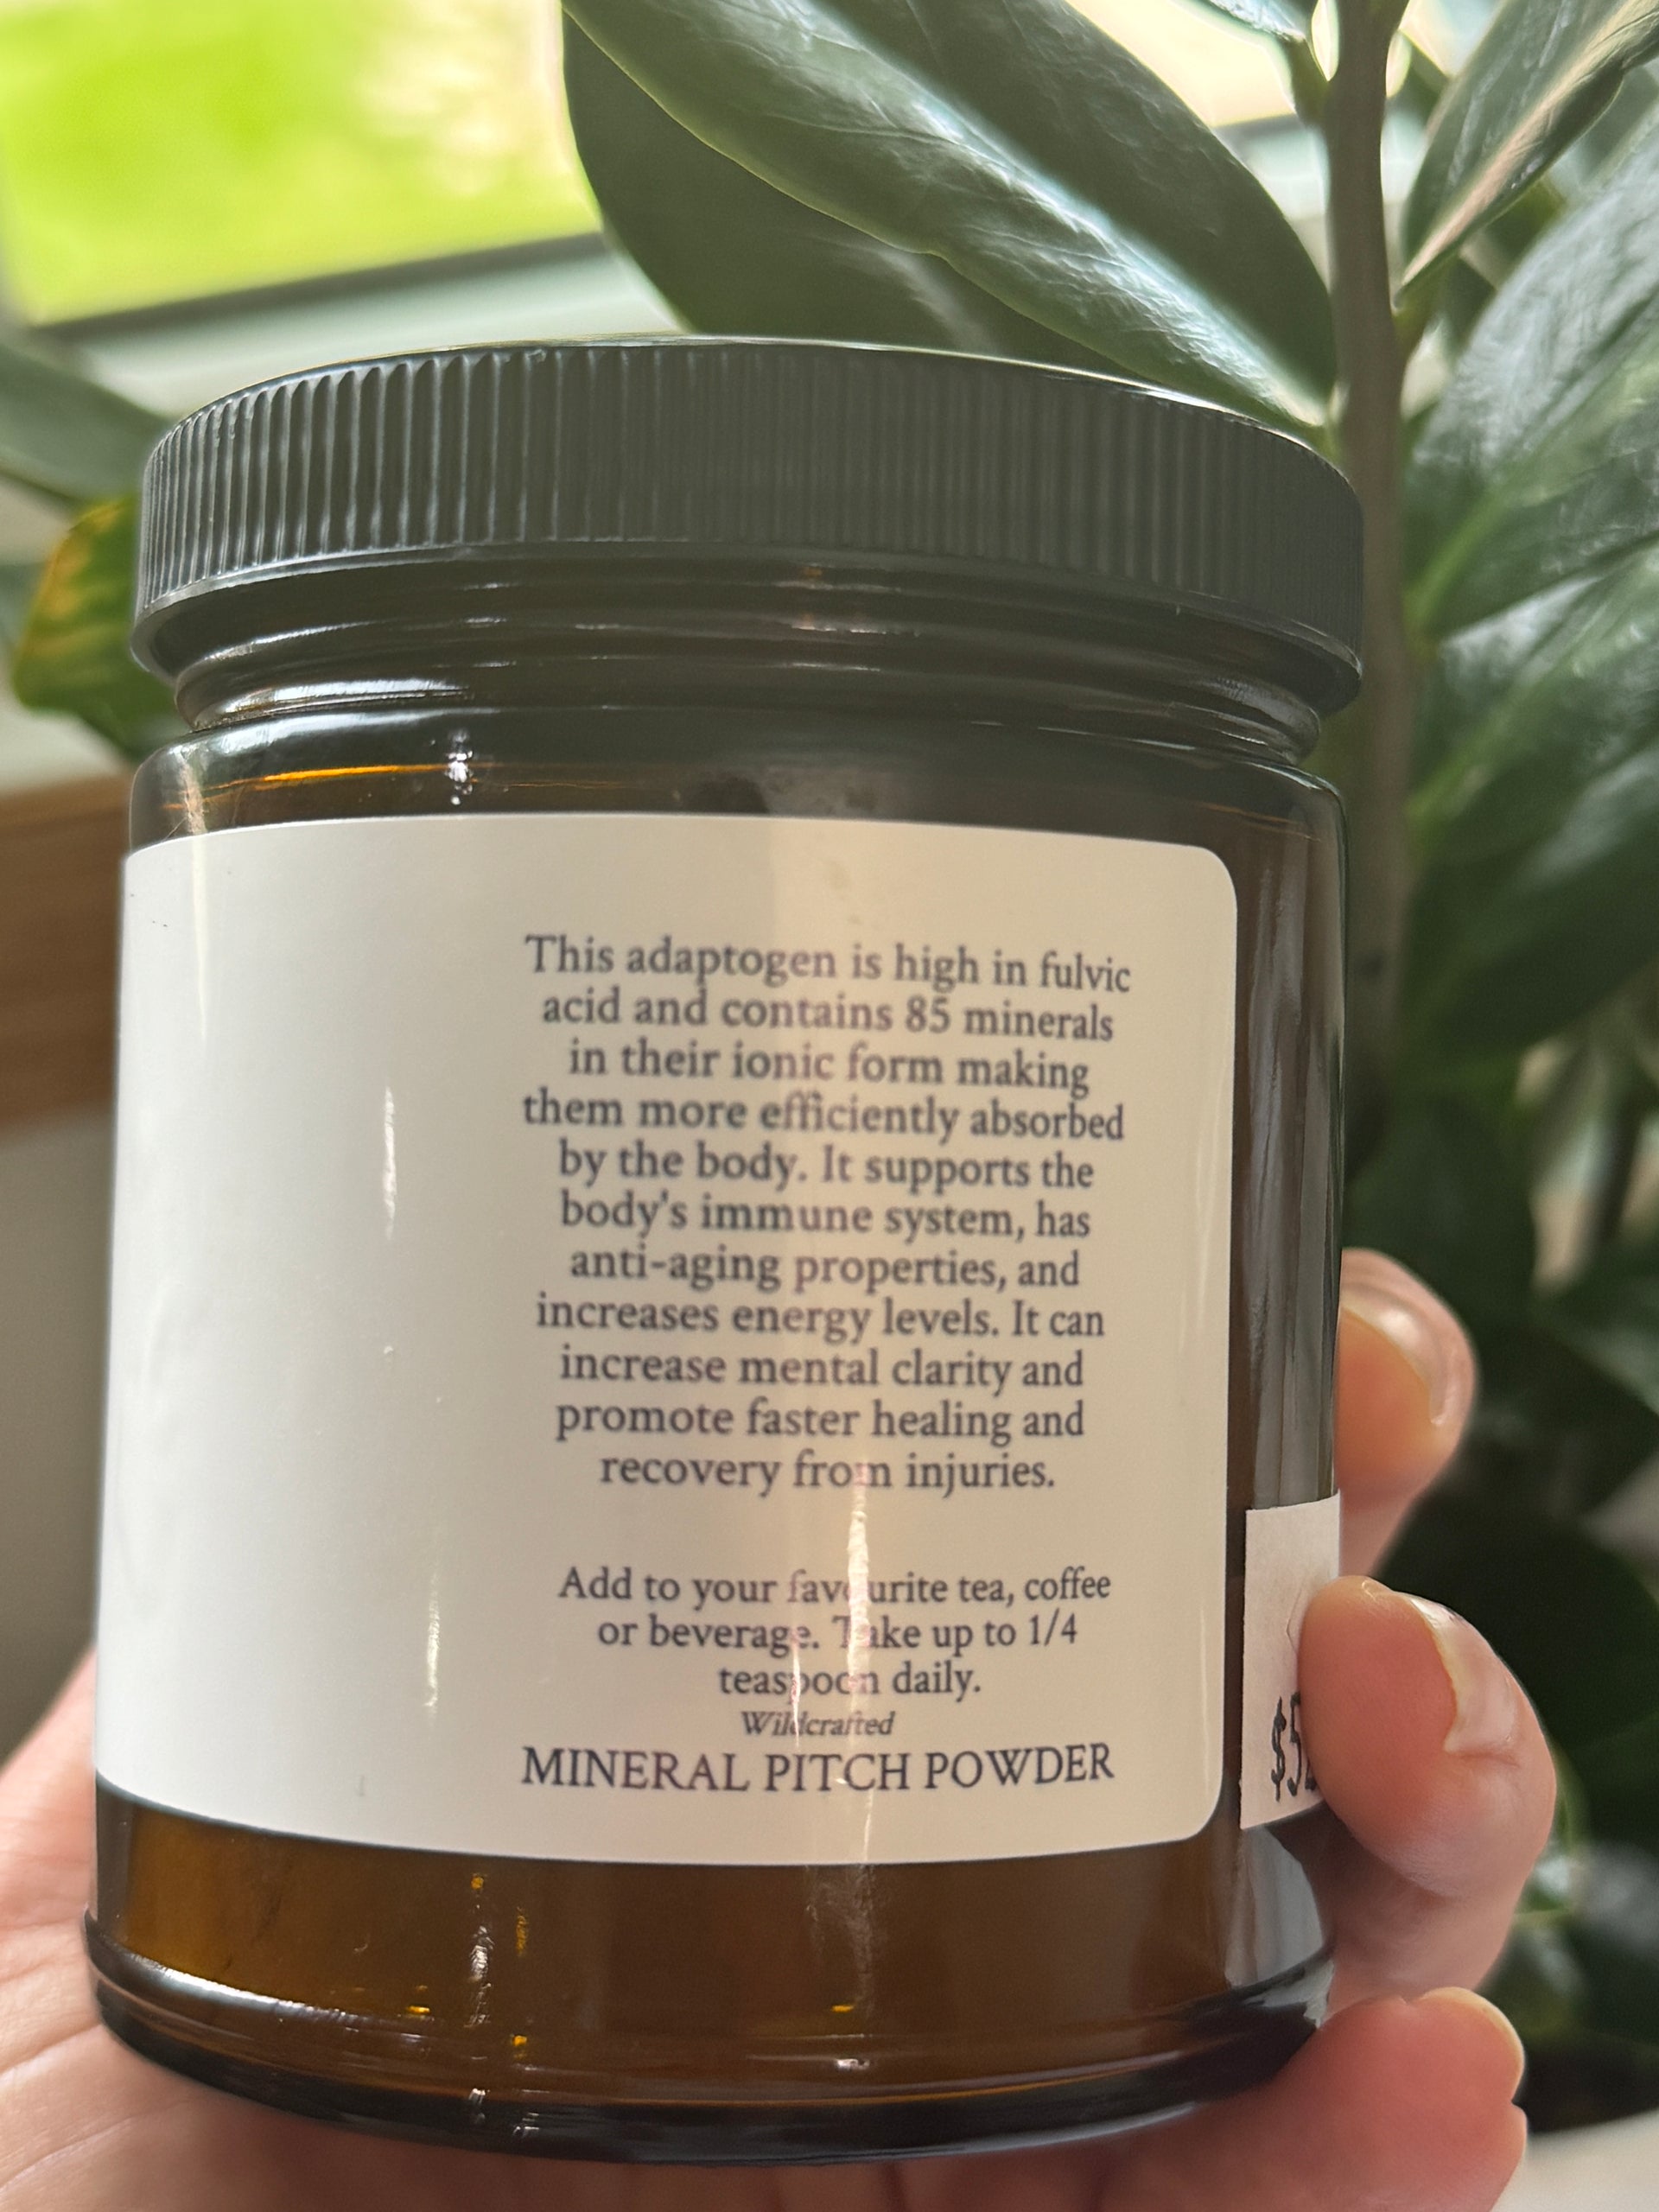 This adaptogen is high in fulvic
acid and contains 85 minerals
in their ionic form making
them more efficiently absorbed
by the body. It supports the
body's immune system, has
anti-aging properties, and
increases energy levels. It can
increase mental clarity and
promote faster healing and
recovery from injuries.
Add to your favourite tea, coffee
or beverage. Take up to 1/4
teaspoon daily.
Wildcrafted
MINERAL PITCH POWDER